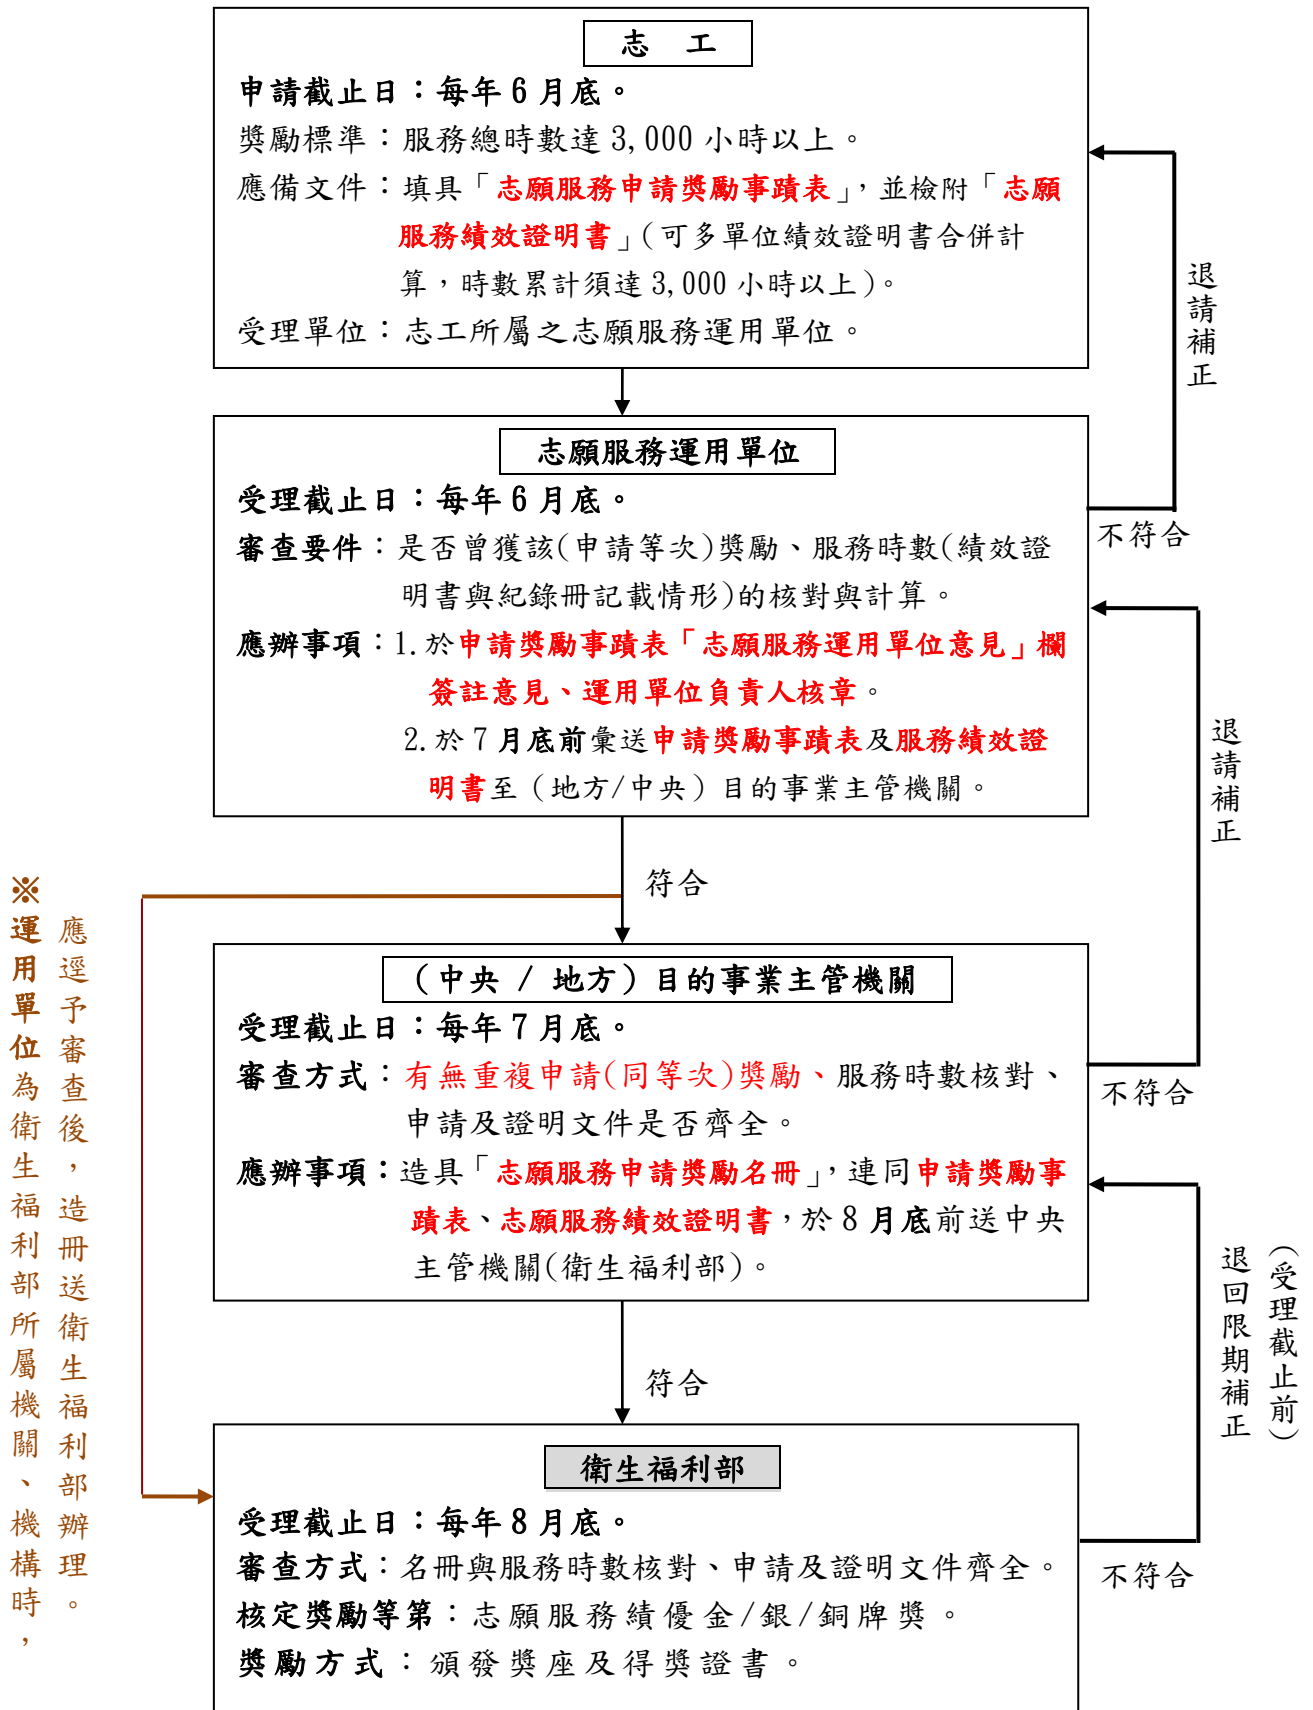 志　工
申請截止日：每年6月底。
獎勵標準：服務總時數達3,000小時以上。
應備文件：填具「志願服務申請獎勵事蹟表」，並檢附「志願
服務績效證明書」(可多單位績效證明書合併計
算，時數累計須達3,000小時以上)。
受理單位：志工所屬之志願服務運用單位。
退請補正
志願服務運用單位
受理截止日：每年6月底。
審查要件：是否曾獲該(申請等次)獎勵、服務時數(績效證
明書與紀錄冊記載情形)的核對與計算。
應辦事項：1.於申請獎勵事蹟表「志願服務運用單位意見」欄
簽註意見、運用單位負責人核章。
2.於7月底前彙送申請獎勵事蹟表及服務績效證
明書至（地方/中央）目的事業主管機關。
不符合
退請補正
符合
※運用單位為衛生福利部所屬機關、機構時，
應逕予審查後，造冊送衛生福利部辦理。
（中央 / 地方）目的事業主管機關
受理截止日：每年7月底。
審查方式：有無重複申請(同等次)獎勵、服務時數核對、
申請及證明文件是否齊全。
應辦事項：造具「志願服務申請獎勵名冊」，連同申請獎勵事
蹟表、志願服務績效證明書，於8月底前送中央
主管機關(衛生福利部)。
不符合
（受理截止前）
退回限期補正
符合
衛生福利部
受理截止日：每年8月底。
審查方式：名冊與服務時數核對、申請及證明文件齊全。
核定獎勵等第：志願服務績優金/銀/銅牌獎。
獎勵方式：頒發獎座及得獎證書。
不符合